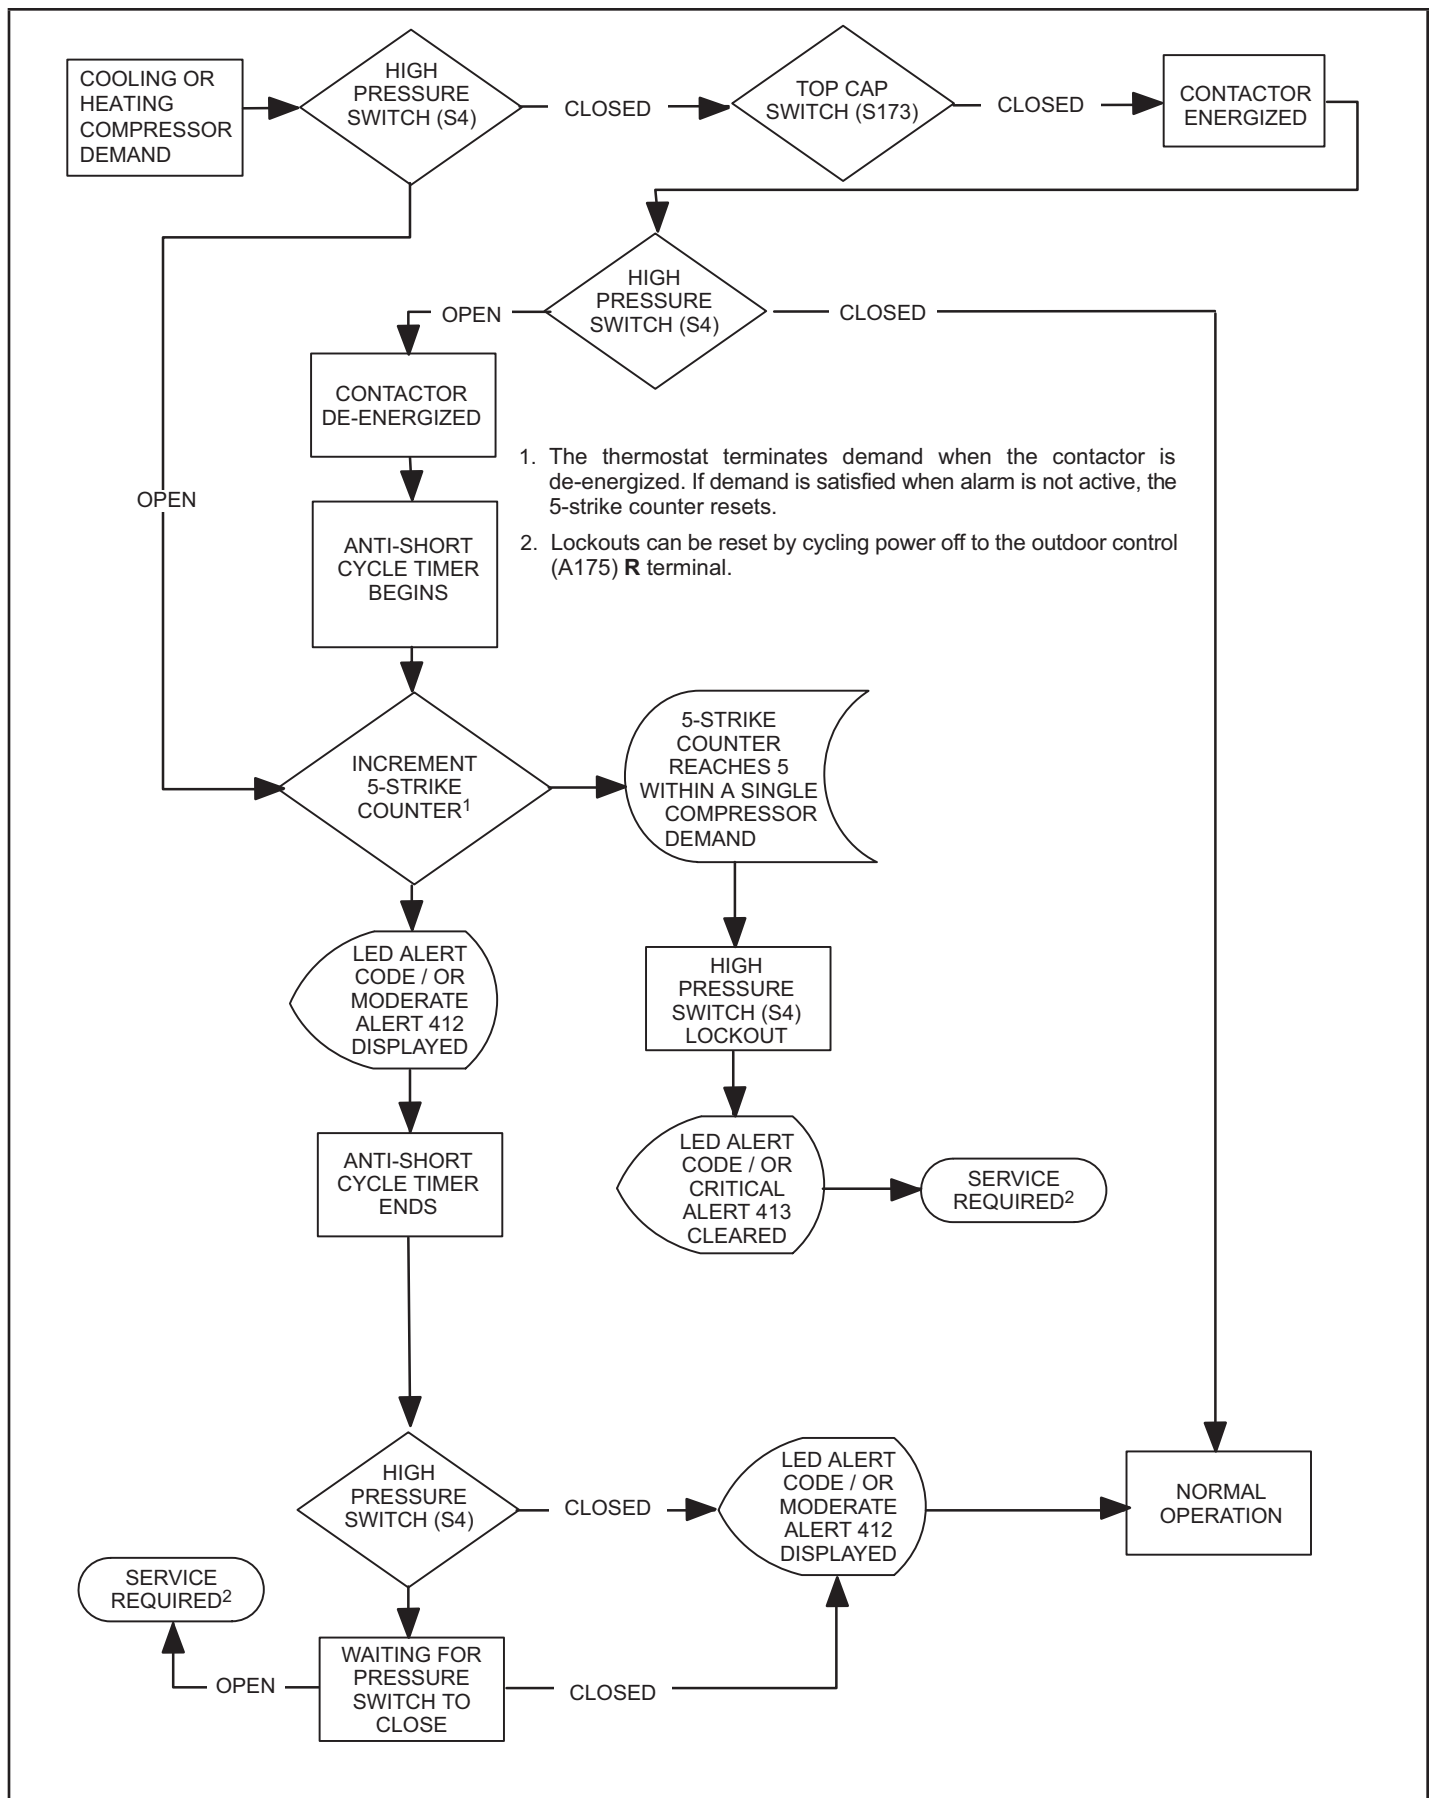 COOLING OR
HEATING
COMPRESSOR
DEMAND
HIGH
PRESSURE
SWITCH (S4)
CLOSED
TOP CAP
SWITCH (S173)
CLOSED
CONTACTOR
ENERGIZED
HIGH
PRESSURE
SWITCH (S4)
OPEN
CLOSED
CONTACTOR
DE-ENERGIZED
1. The thermostat terminates demand when the contactor is
de-energized. If demand is satisfied when alarm is not active, the
5-strike counter resets.
2. Lockouts can be reset by cycling power off to the outdoor control
(A175) R terminal.
OPEN
ANTI-SHORT
CYCLE TIMER
BEGINS
INCREMENT
5-STRIKE
COUNTER1
5-STRIKE
COUNTER
REACHES 5
WITHIN A SINGLE
COMPRESSOR
DEMAND
LED ALERT
CODE / OR
MODERATE
ALERT 412
DISPLAYED
HIGH
PRESSURE
SWITCH (S4)
LOCKOUT
ANTI-SHORT
CYCLE TIMER
ENDS
LED ALERT
CODE / OR
CRITICAL
ALERT 413
CLEARED
SERVICE
REQUIRED2
HIGH
PRESSURE
SWITCH (S4)
CLOSED
LED ALERT
CODE / OR
MODERATE
ALERT 412
DISPLAYED
NORMAL
OPERATION
SERVICE
REQUIRED2
OPEN
WAITING FOR
PRESSURE
SWITCH TO
CLOSE
CLOSED